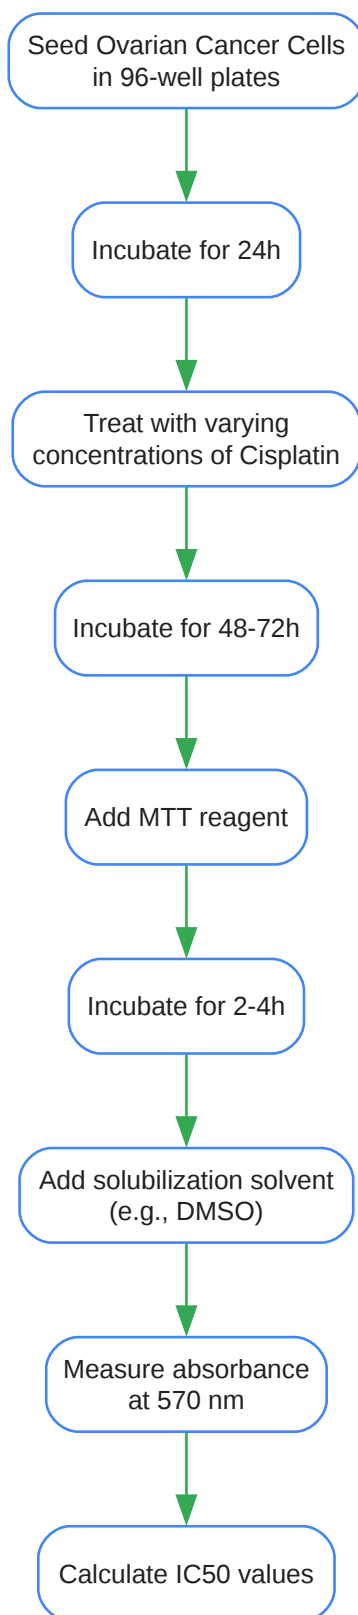 Seed Ovarian Cancer Cells
in 96-well plates
Incubate for 24h
Treat with varying
concentrations of Cisplatin
Incubate for 48-72h
Add MTT reagent
Incubate for 2-4h
Add solubilization solvent
(e.g., DMSO)
Measure absorbance
at 570 nm
Calculate IC50 values